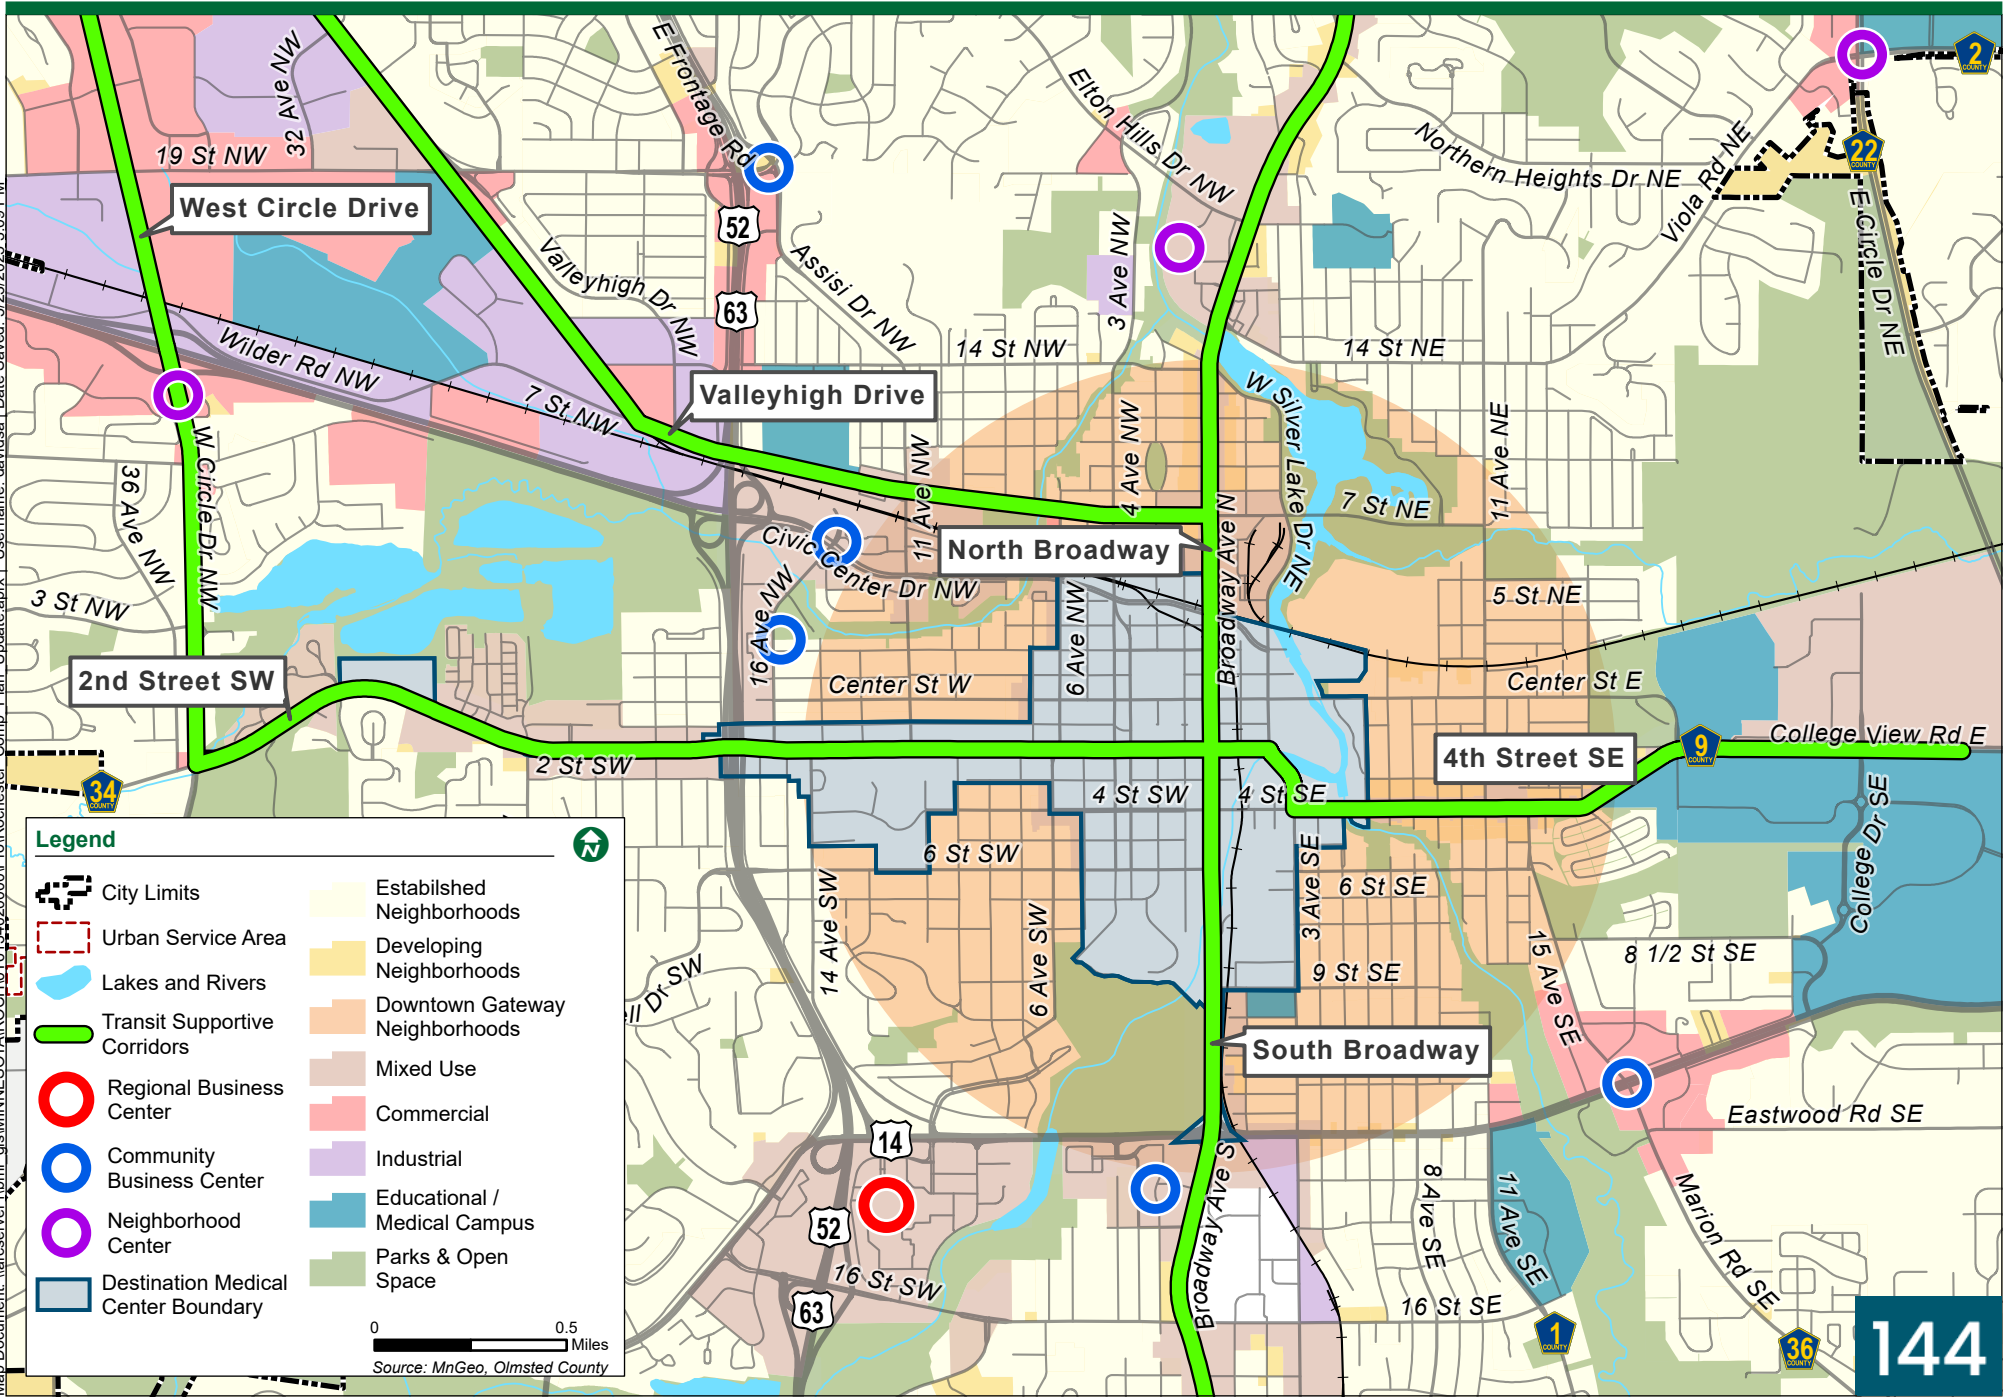 32 Ave NW
E Frontage Rd
2
COUNTY
Elton Hills Dr NW
Northern Heights Dr NE
Viola Rd NE
22
COUNTY
19 St NW
West Circle Drive
52
Valleyhigh Dr NW
Assisi Dr NW
3 Ave NW
E Circle Dr NE
63
Wilder Rd NW
14 St NW
14 St NE
Valleyhigh Drive
7 St NW
W Silver Lake Dr NE
4 Ave NW
11 Ave NE
W Circle Dr NW
36 Ave NW
11 Ave NW
7 St NE
Civic Center Dr NW
North Broadway
Broadway Ave N
16 Ave NW
3 St NW
6 Ave NW
5 St NE
2nd Street SW
Center St W
Center St E
9
COUNTY
College View Rd E
4th Street SE
2 St SW
34
COUNTY
4 St SW
4 St SE
College Dr SE
6 St SW
3 Ave SE
6 St SE
14 Ave SW
6 Ave SW
9 St SE
15 Ave SE
8 1/2 St SE
ell Dr SW
South Broadway
14
Eastwood Rd SE
52
Broadway Ave S
8 Ave SE
11 Ave SE
Marion Rd SE
16 St SW
63
16 St SE
1
COUNTY
36
COUNTY
Legend
N
City Limits
Urban Service Area
Lakes and Rivers
Transit Supportive
Corridors
Regional Business
Center
Community
Business Center
Neighborhood
Center
Destination Medical
Center Boundary
Estabilshed
Neighborhoods
Developing
Neighborhoods
Downtown Gateway
Neighborhoods
Mixed Use
Commercial
Industrial
Educational /
Medical Campus
Parks & Open
Space
0 0.5
Miles
Source: MnGeo, Olmsted County
144